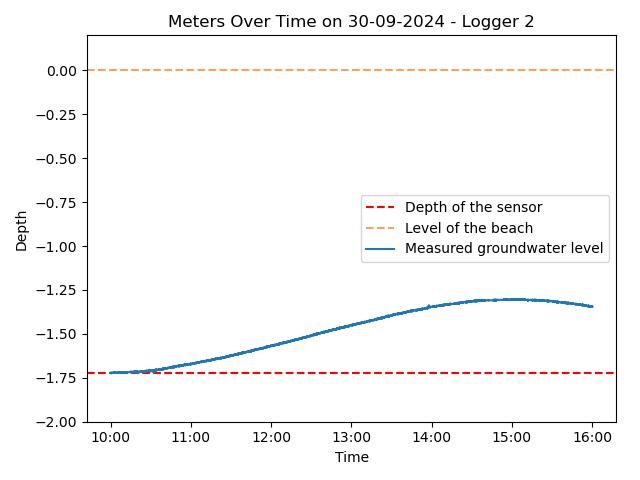 Meters Over Time on 30-09-2024 - Logger 2
0.00
−0.25
−0.50
−0.75
−1.00
−1.25
−1.50
−1.75
−2.00
Depth
Depth of the sensor
Level of the beach
Measured groundwater level
10:00 11:00 12:00 13:00 14:00 15:00 16:00
Time